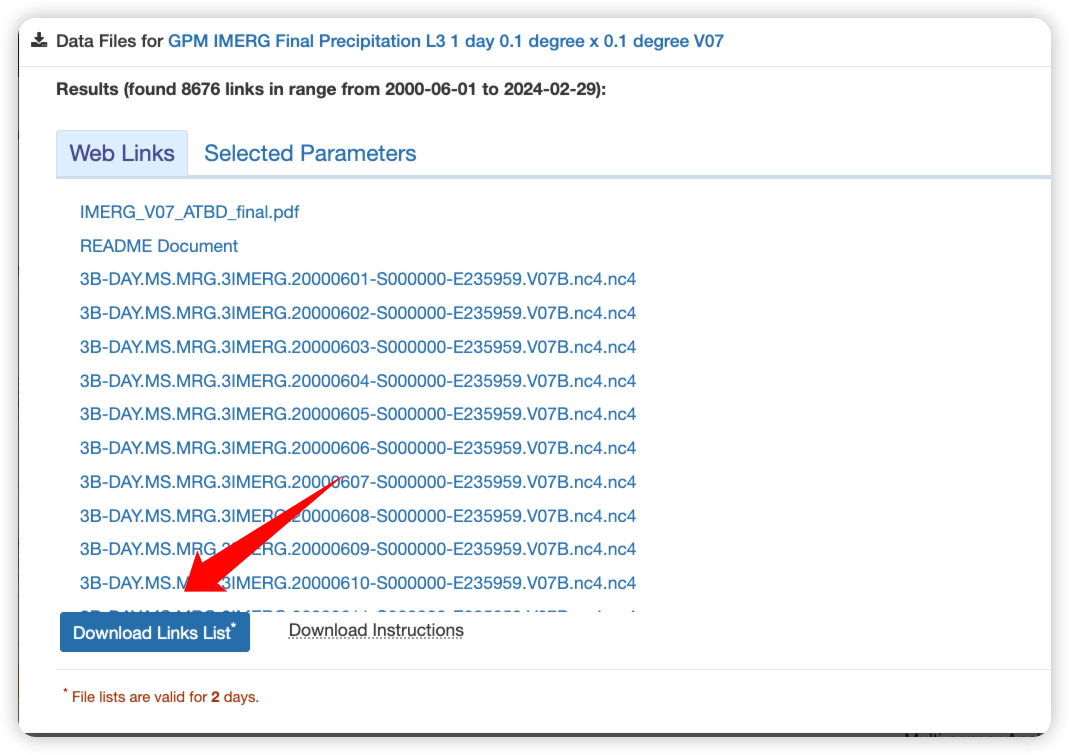 Data Files for GPM IMERG Final Precipitation L3 1 day 0.1 degree x 0.1 degree V07
Results (found 8676 links in range from 2000-06-01 to 2024-02-29):
Web Links Selected Parameters
IMERG_V07_ATBD_final.pdf
README Document
3B-DAY.MS.MRG.3IMERG.20000601-S000000-E235959.V07B.nc4.nc4
3B-DAY.MS.MRG.3IMERG.20000602-S000000-E235959.V07B.nc4.nc4
3B-DAY.MS.MRG.3IMERG.20000603-S000000-E235959.V07B.nc4.nc4
3B-DAY.MS.MRG.3IMERG.20000604-S000000-E235959.V07B.nc4.nc4
3B-DAY.MS.MRG.3IMERG.20000605-S000000-E235959.V07B.nc4.nc4
3B-DAY.MS.MRG.3IMERG.20000606-S000000-E235959.V07B.nc4.nc4
3B-DAY.MS.MRG.3IMERG.20000607-S000000-E235959.V07B.nc4.nc4
3B-DAY.MS.MRG.3IMERG.20000608-S000000-E235959.V07B.nc4.nc4
3B-DAY.MS.MRG.3IMERG.20000609-S000000-E235959.V07B.nc4.nc4
3B-DAY.MS.MRG.3IMERG.20000610-S000000-E235959.V07B.nc4.nc4
Download Links List* Download Instructions
* File lists are valid for 2 days.